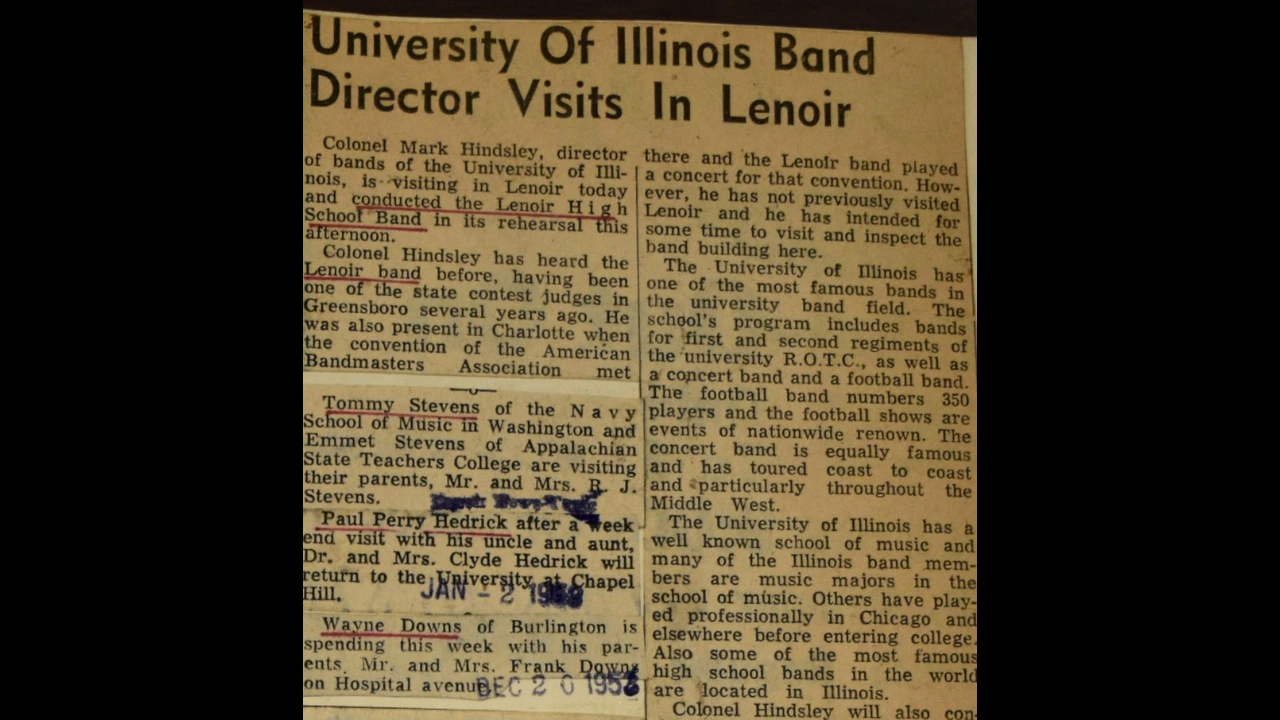 University Of Illinois Band
Director Visits In Lenoir
Colonel Mark Hindsley, director
of bands of the University of Illi-
nois, is visiting in Lenoir today
and conducted the Lenoir High
School Band in its rehearsal this
afternoon.
Colonel Hindsley has heard the
Lenoir band before, having been
one of the state contest judges in
Greensboro several years ago. He
was also present in Charlotte when
the convention of the American
Bandmasters Association met
there and the Lenoir band played
a concert for that convention. How-
ever, he has not previously visited
Lenoir and he has intended for
some time to visit and inspect the
band building here.
The University of Illinois has
one of the most famous bands in
the university band field. The
school's program includes bands
for first and second regiments of
the university R.O.T.C., as well as
a concert band and a football band.
The football band numbers 350
players and the football shows are
events of nationwide renown. The
concert band is equally famous
and has toured coast to coast
and particularly throughout the
Middle West.
The University of Illinois has a
well known school of music and
many of the Illinois band mem-
bers are music majors in the
school of music. Others have play-
ed professionally in Chicago and
elsewhere before entering college.
Also some of the most famous
high school bands in the world
are located in Illinois.
Colonel Hindsley will also con-
Tommy Stevens of the Navy
School of Music in Washington and
Emmet Stevens of Appalachian
State Teachers College are visiting
their parents, Mr. and Mrs. R. J.
Stevens.
Paul Perry Hedrick after a week
end visit with his uncle and aunt,
Dr. and Mrs. Clyde Hedrick will
return to the University at Chapel
Hill.
JAN - 2
Wayne Downs of Burlington is
spending this week with his par-
ents, Mr. and Mrs. Frank Downs
on Hospital avenue.
DEC 20